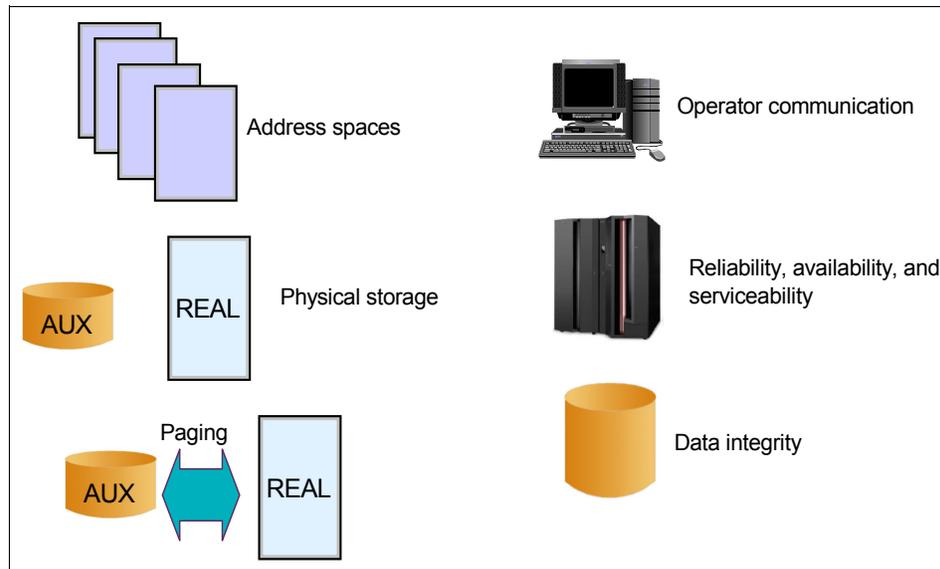 Address spaces
AUX
REAL
Physical storage
Paging
AUX
REAL
Operator communication
Reliability, availability, and
serviceability
Data integrity